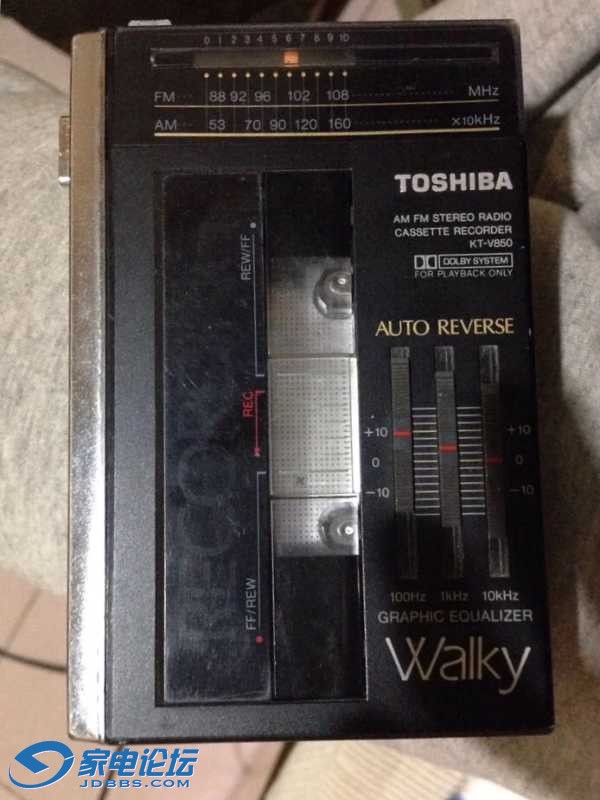 0 1 2 3 4 5 6 7 8 9 10
FM 88 92 96 102 108 MHz
AM 53 70 90 120 160 x10kHz
TOSHIBA
AM FM STEREO RADIO
CASSETTE RECORDER
KT-V850
DOLBY SYSTEM
FOR PLAYBACK ONLY
AUTO REVERSE
REW/FF
REC
FF/REW
RECORD
+10 +10
0 0
-10 -10
100Hz 1kHz 10kHz
GRAPHIC EQUALIZER
Walky
家电论坛
JDBBS.COM